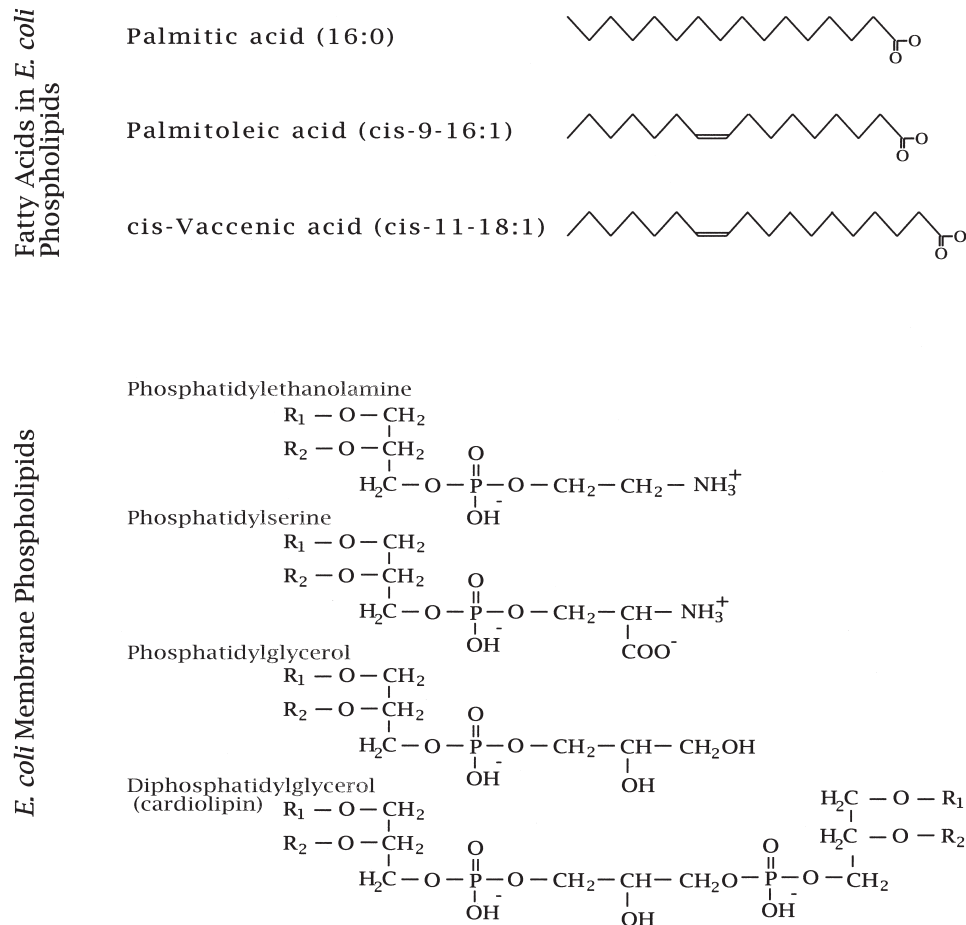 Fatty Acids in E. coli
Phospholipids
Palmitic acid (16:0)
O
O
Palmitoleic acid (cis-9-16:1)
O
O
cis-Vaccenic acid (cis-11-18:1)
O
O
E. coli Membrane Phospholipids
Phosphatidylethanolamine
R₁ — O — CH₂
R₂ — O — CH₂
O
H₂C — O — P — O — CH₂ — CH₂ — NH₃⁺
OH⁻
Phosphatidylserine
R₁ — O — CH₂
R₂ — O — CH₂
O
H₂C — O — P — O — CH₂ — CH — NH₃⁺
OH⁻ COO⁻
Phosphatidylglycerol
R₁ — O — CH₂
R₂ — O — CH₂
O
H₂C — O — P — O — CH₂ — CH — CH₂OH
OH⁻ OH
Diphosphatidylglycerol
(cardiolipin)
R₁ — O — CH₂ H₂C — O — R₁
R₂ — O — CH₂ H₂C — O — R₂
O O
H₂C — O — P — O — CH₂ — CH — CH₂O — P — O — CH₂
OH⁻ OH OH⁻